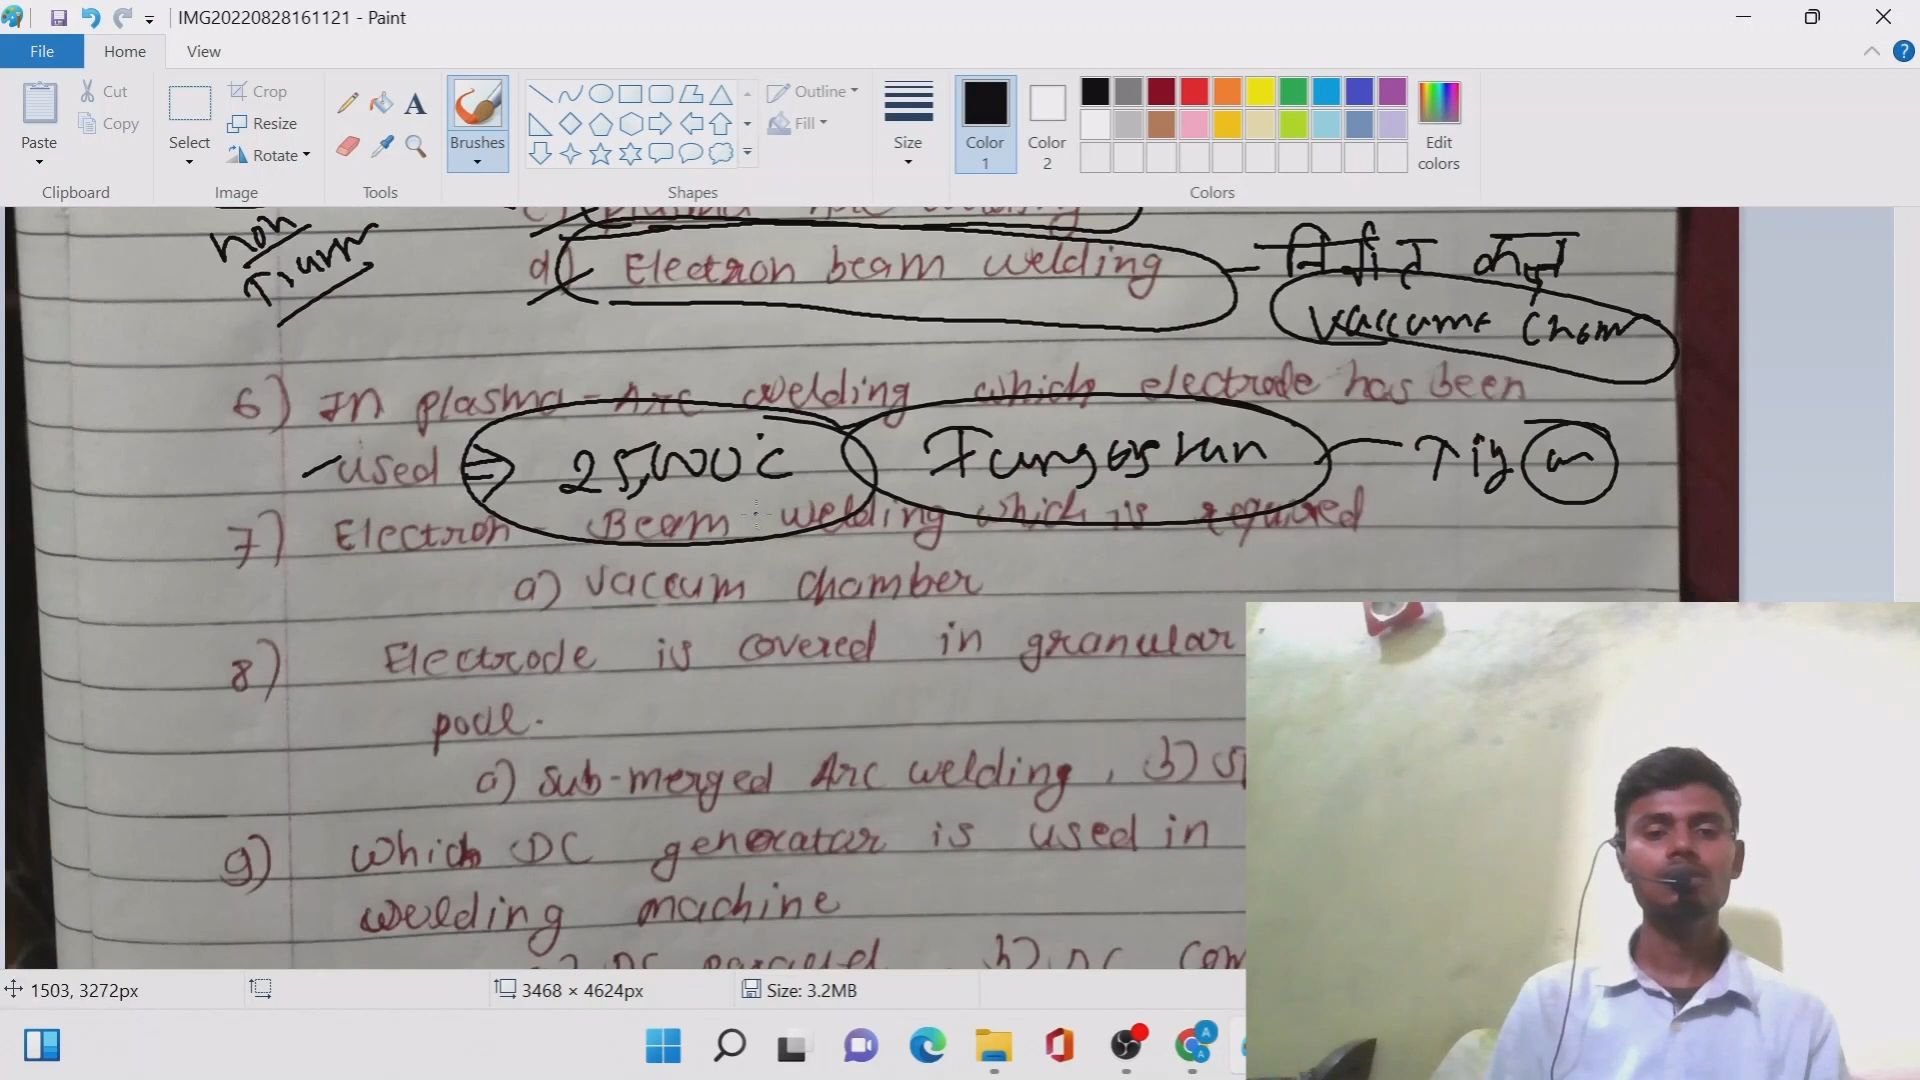 IMG20220828161121 - Paint
File Home View
Paste Cut Copy
Clipboard
Select Crop Resize Rotate
Image
Tools
Brushes
Shapes
Outline
Fill
Size
Color 1
Color 2
Edit colors
Colors
non
d) Electron beam welding
Vaccume Cham
6) In plasma-Arc welding which electrode has been
used 25,000°C Tig
7) Electron - Beam welding which is required
a) vaccum chamber
8) Electrode is covered in granular
a) sub-merged Arc welding, b)
9) which DC generator is used in
welding machine
b) DC Com
1503, 3272px
3468 × 4624px
Size: 3.2MB